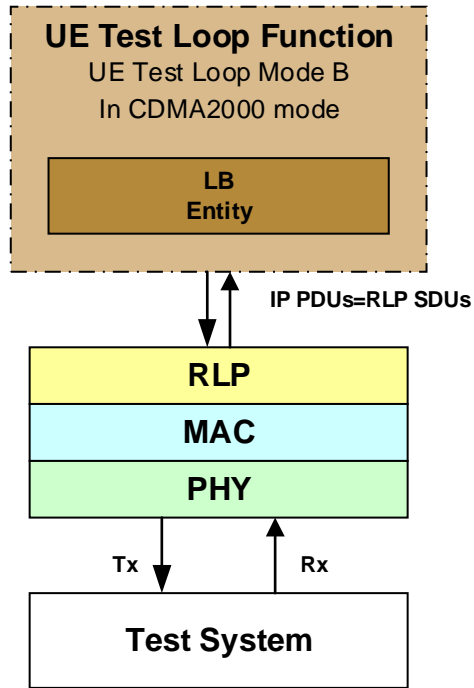 UE Test Loop Function
UE Test Loop Mode B
In CDMA2000 mode
LB
Entity
IP PDUs=RLP SDUs
RLP
MAC
PHY
Tx
Rx
Test System